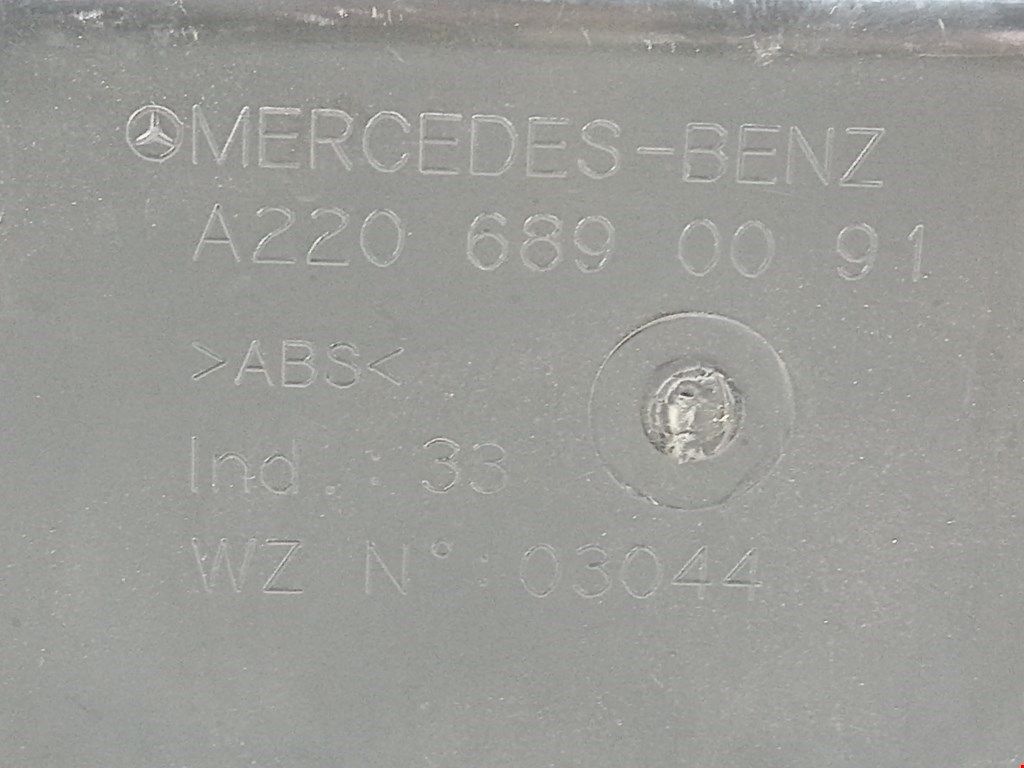 MERCEDES-BENZ
A220 689 00 91
>ABS<
Ind.: 33
WZ N°: 03044